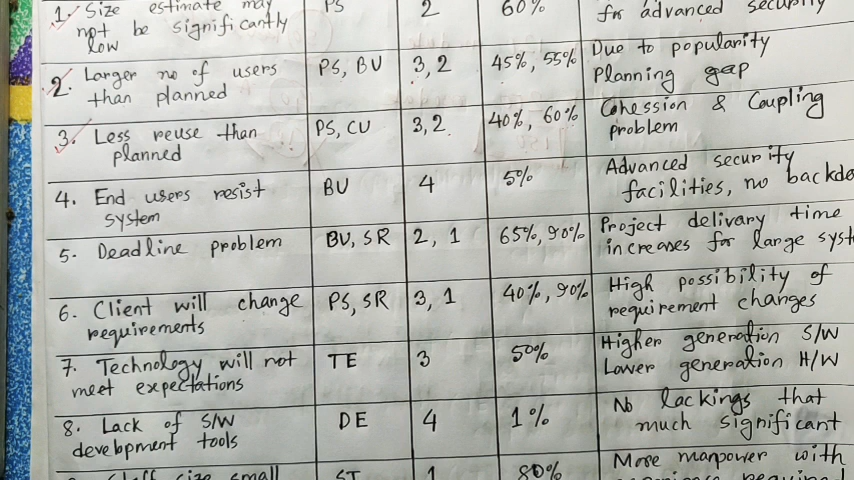 1. Size estimate may PS 2 60% for advanced security
not be significantly
low
2. Larger no of users PS, BU 3, 2 45%, 55% Due to popularity
than planned Planning gap
3. Less reuse than PS, CU 3, 2 40%, 60% Cohession & Coupling
planned problem
4. End users resist BU 4 5% Advanced security
system facilities, no backdo
5. Deadline problem BU, SR 2, 1 65%, 90% Project delivary time
increases for large syst
6. Client will change PS, SR 3, 1 40%, 90% High possibility of
requirements requirement changes
7. Technology will not TE 3 50% Higher generation S/W
meet expectations Lower generation H/W
8. Lack of S/W DE 4 1% No lackings that
development tools much significant
Staff size small ST 1 80% More manpower with